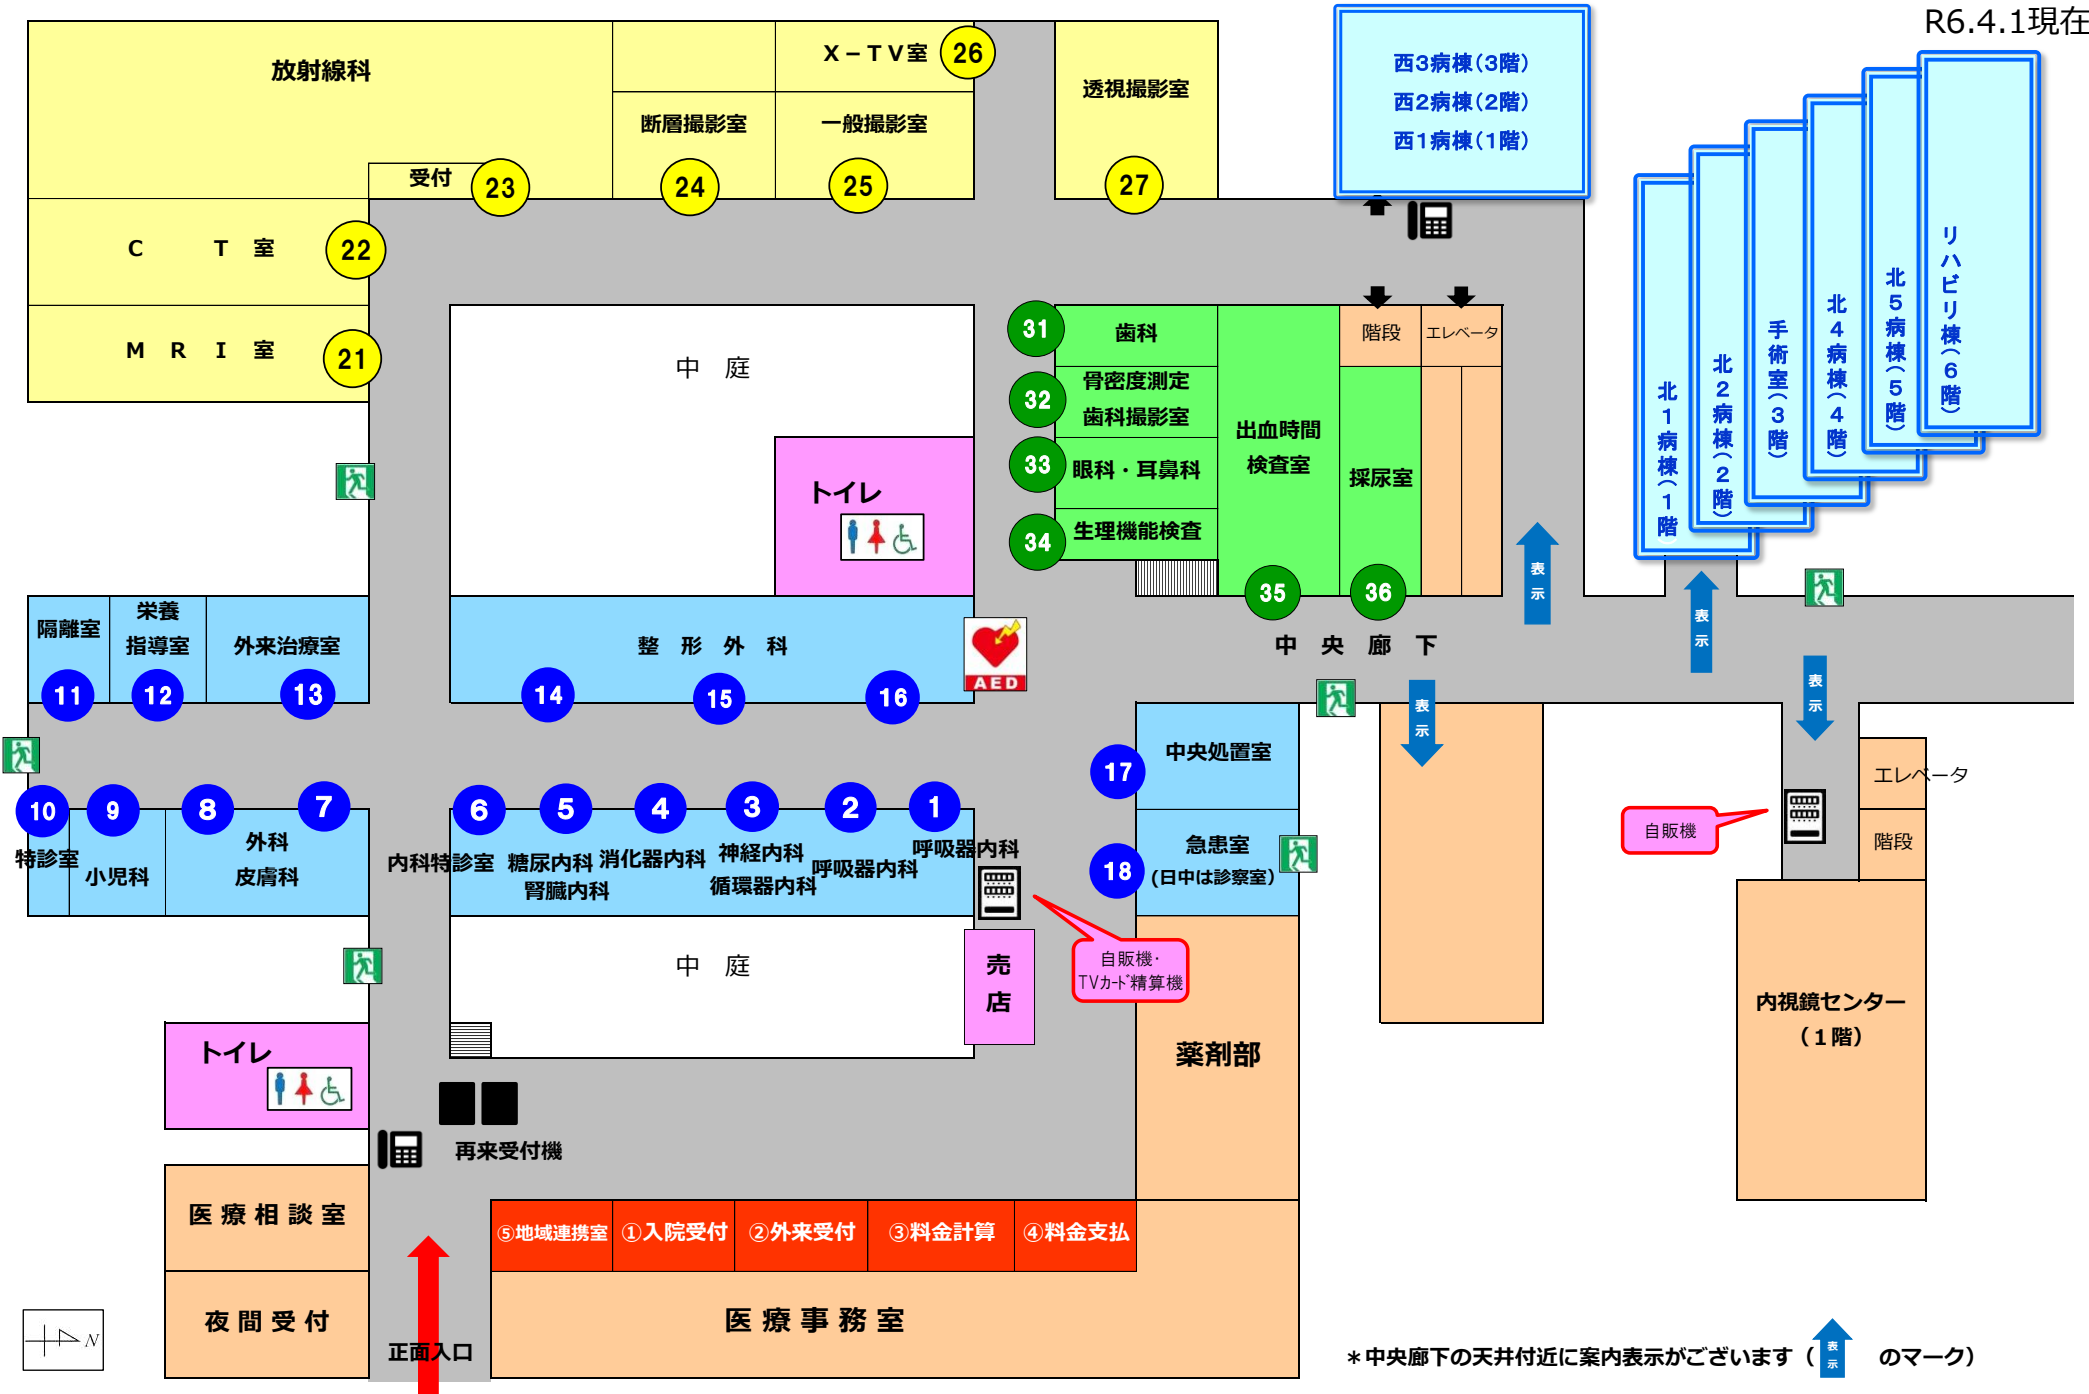 R6.4.1現在
放射線科
X－TV室
26
断層撮影室
一般撮影室
透視撮影室
受付
23
24
25
27
西3病棟(3階)
西2病棟(2階)
西1病棟(1階)
C T 室
22
M R I 室
21
中 庭
トイレ
31
歯科
32
骨密度測定
歯科撮影室
33
眼科・耳鼻科
34
生理機能検査
出血時間
検査室
35
階段
エレベータ
採尿室
36
北1病棟(1階
北2病棟(2階)
手術室(3階)
北4病棟(4階)
北5病棟(5階)
リハビリ棟(6階)
表示
表示
隔離室
栄養
指導室
外来治療室
11
12
13
整 形 外 科
14
15
16
AED
中 央 廊 下
表示
表示
10
9
8
7
特診室
小児科
外科
皮膚科
6
5
4
3
2
1
内科特診室
糖尿内科
腎臓内科
消化器内科
神経内科
循環器内科
呼吸器内科
呼吸器内科
17
中央処置室
18
急患室
(日中は診察室)
自販機
エレベータ
階段
内視鏡センター
(1階)
中 庭
売店
自販機・
TVカード精算機
薬剤部
トイレ
再来受付機
医療相談室
夜間受付
正面入口
⑤地域連携室
①入院受付
②外来受付
③料金計算
④料金支払
医療事務室
N
＊中央廊下の天井付近に案内表示がございます（ 表示 のマーク）